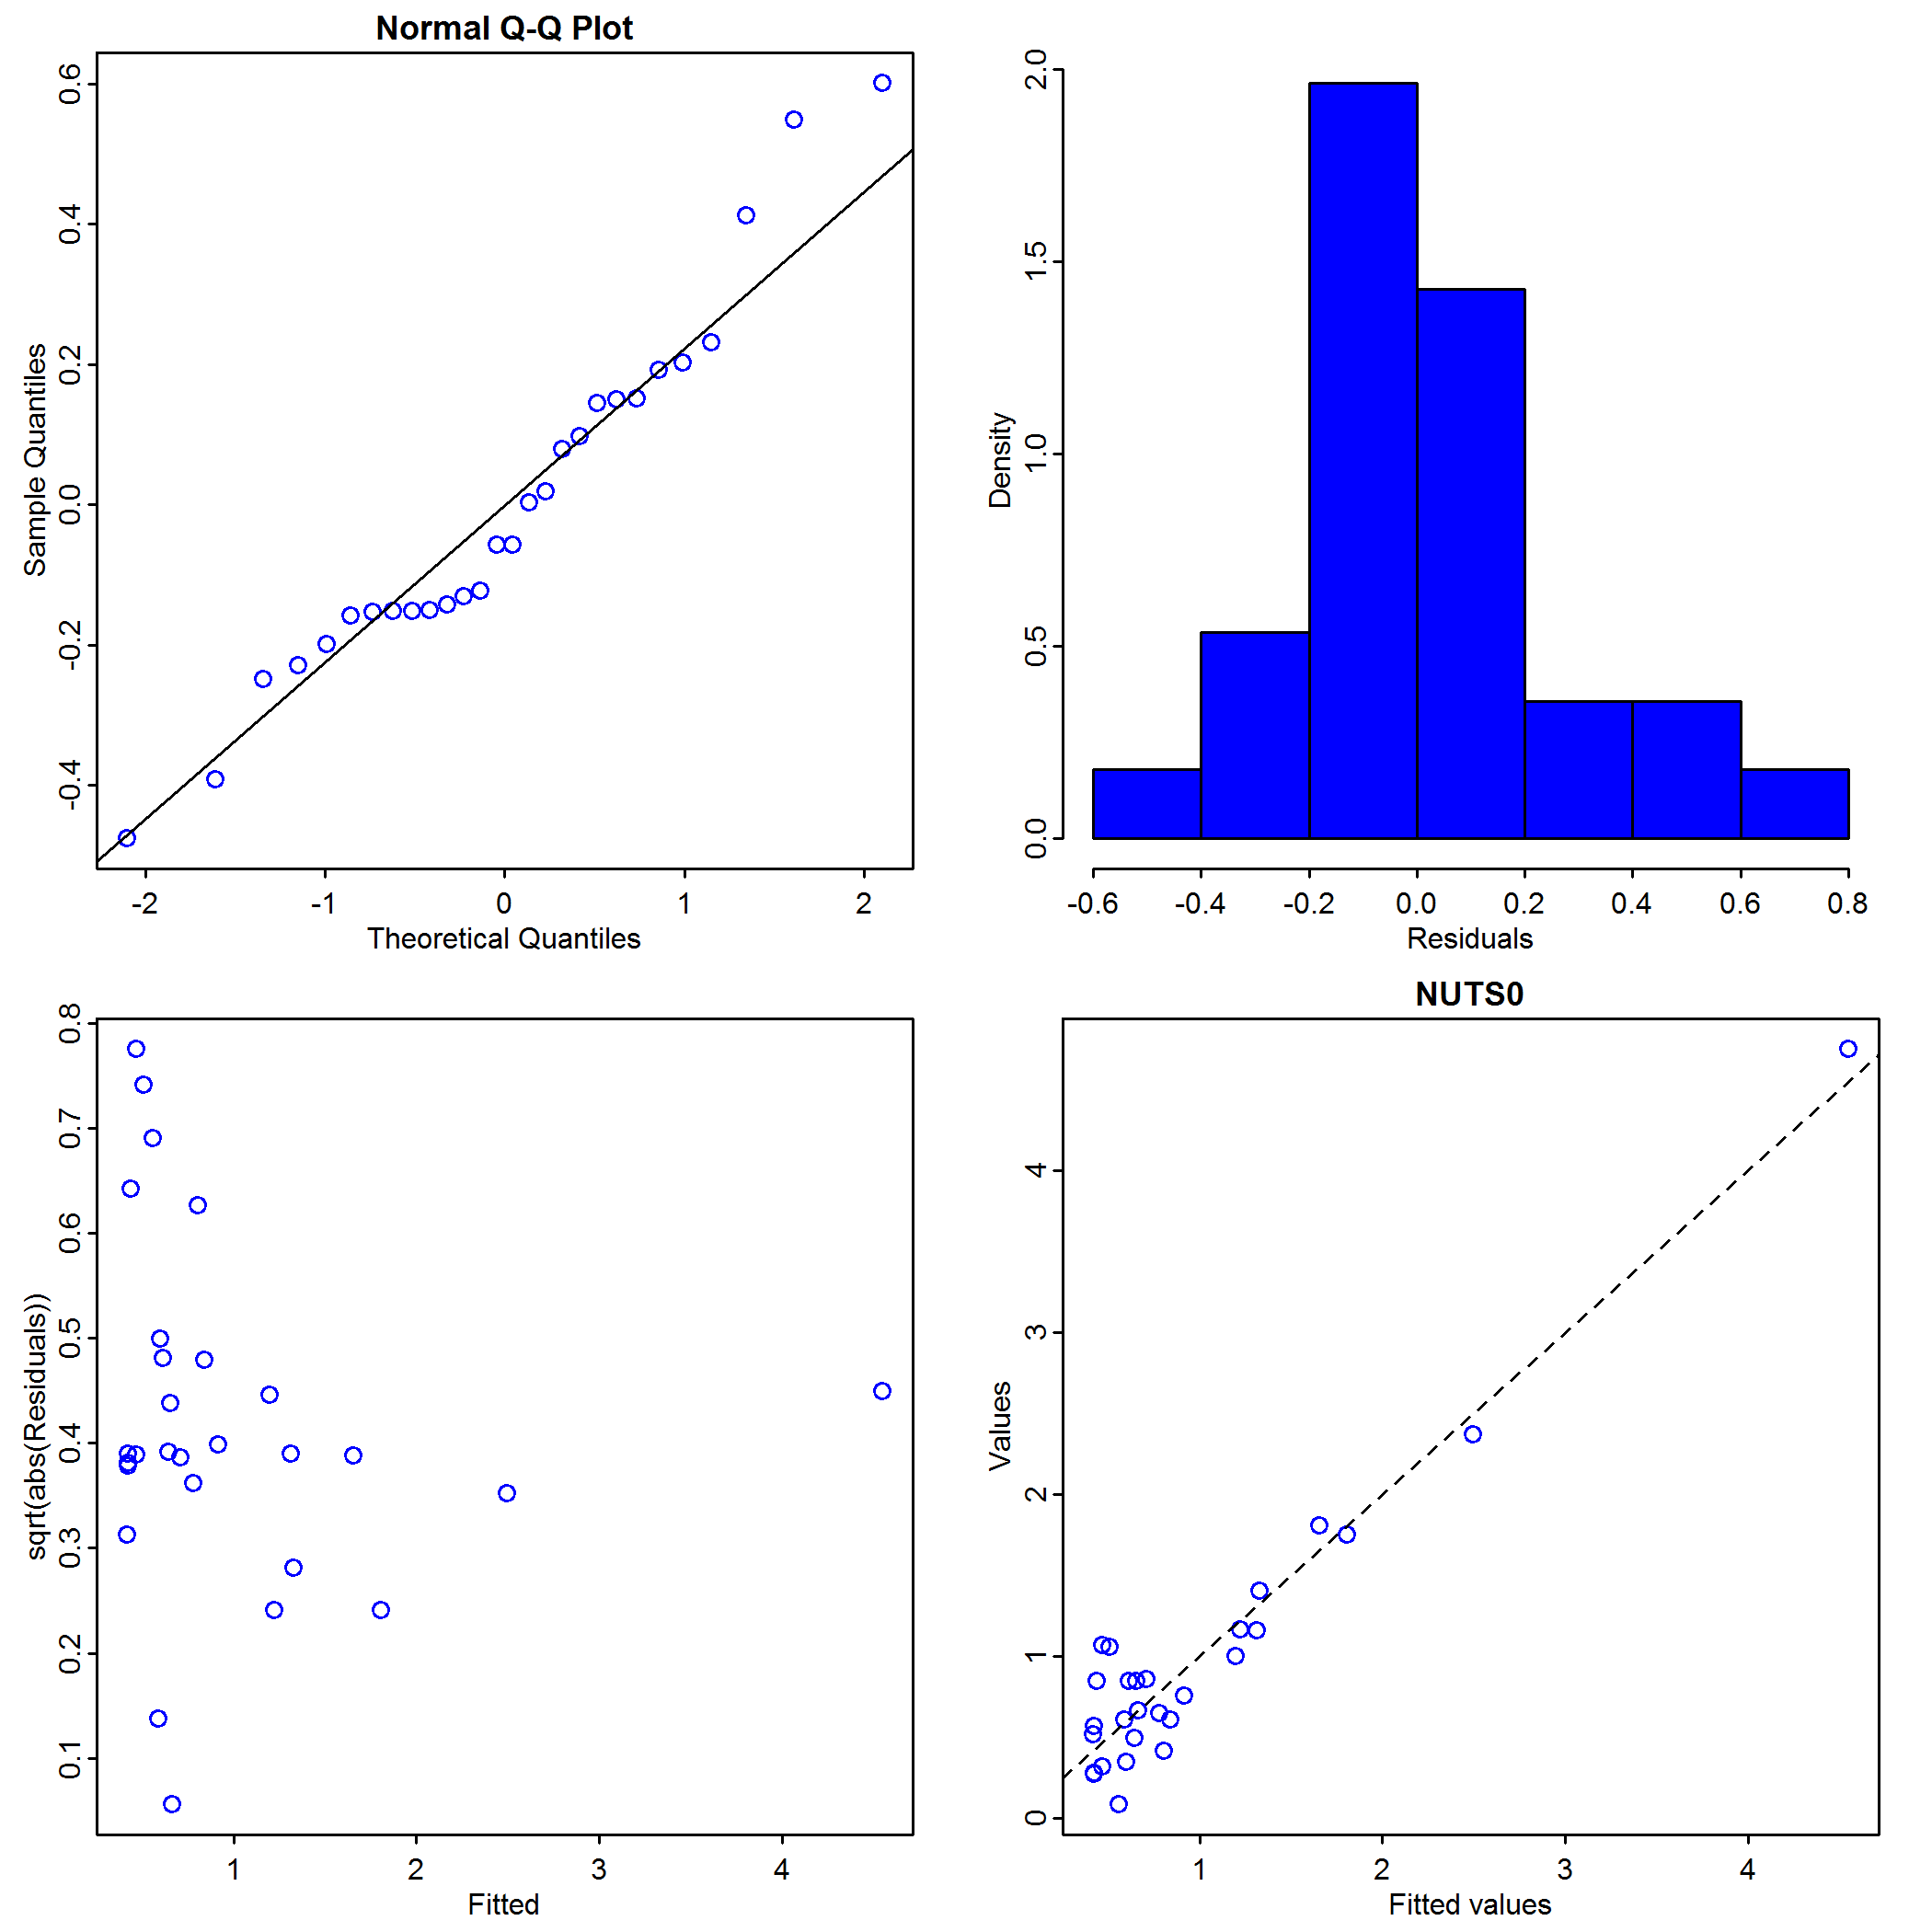 Normal Q-Q Plot
Sample Quantiles
0.6
0.4
0.2
0.0
-0.2
-0.4
-2 -1 0 1 2
Theoretical Quantiles
Density
2.0
1.5
1.0
0.5
0.0
-0.6 -0.4 -0.2 0.0 0.2 0.4 0.6 0.8
Residuals
sqrt(abs(Residuals))
0.8
0.7
0.6
0.5
0.4
0.3
0.2
0.1
1 2 3 4
Fitted
NUTS0
Values
4
3
2
1
0
1 2 3 4
Fitted values